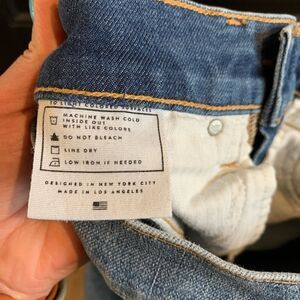 TO LIGHT COLORED SURFACES
MACHINE WASH COLD
INSIDE OUT
WITH LIKE COLORS
DO NOT BLEACH
LINE DRY
LOW IRON IF NEEDED
DESIGNED IN NEW YORK CITY
MADE IN LOS ANGELES